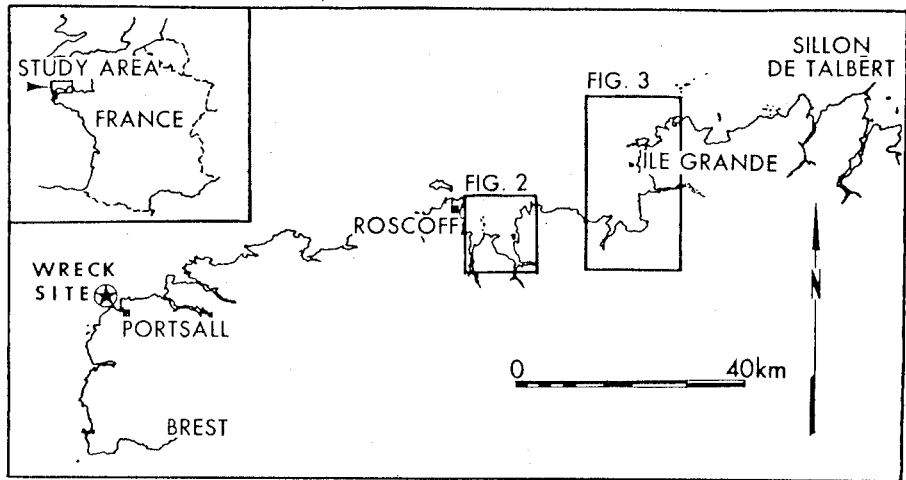 STUDY AREA
FRANCE
SILLON
DE TALBERT
FIG. 3
ILE GRANDE
FIG. 2
ROSCOFF
WRECK
SITE
PORTSALL
BREST
0 40km
N